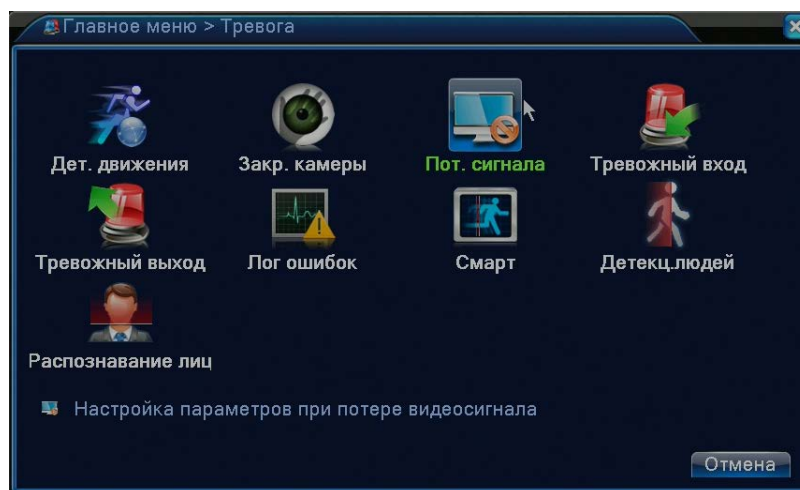 Главное меню > Тревога
Дет. движения Закр. камеры Пот. сигнала Тревожный вход
Тревожный выход Лог ошибок Смарт Детекц.людей
Распознавание лиц
Настройка параметров при потере видеосигнала
Отмена